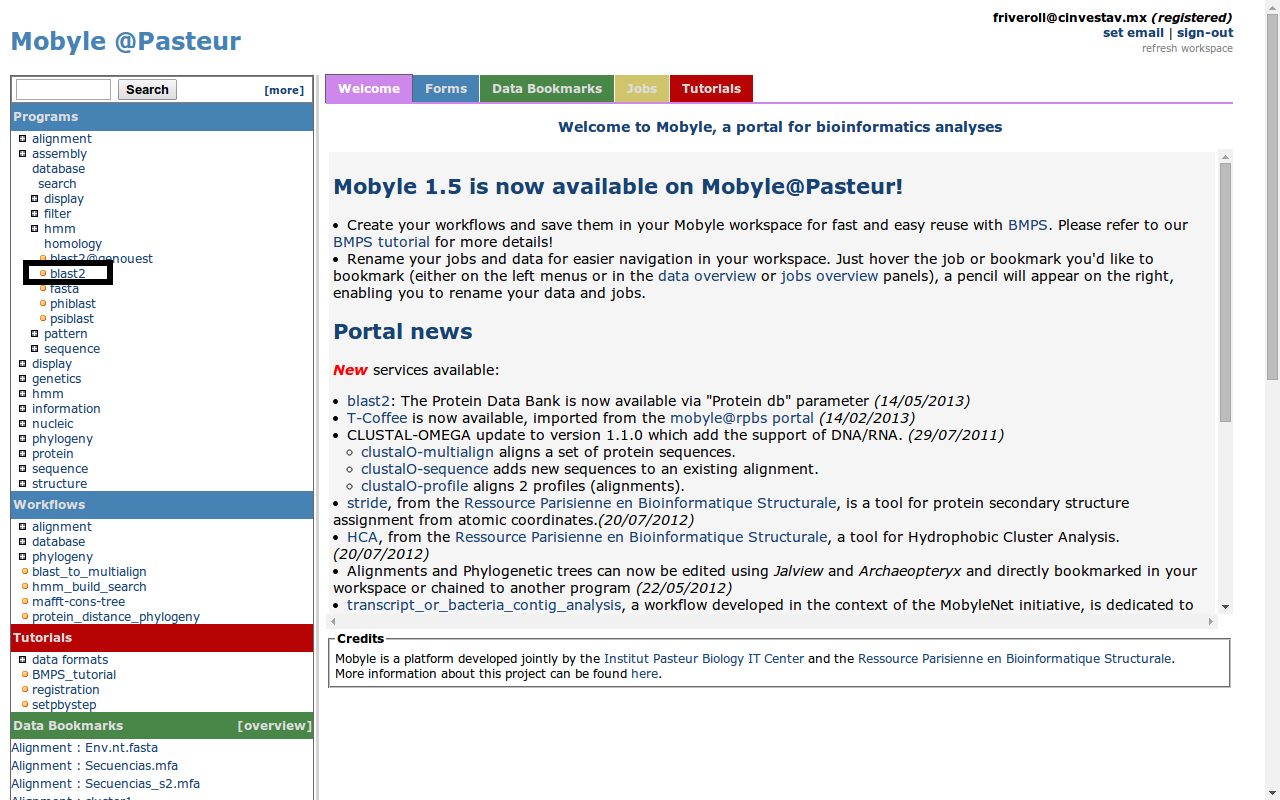 friveroll@cinvestav.mx (registered)
set email | sign-out
refresh workspace
Mobyle @Pasteur
Search
[more]
Programs
alignment
assembly
database
search
display
filter
hmm
homology
blast2@genouest
blast2
fasta
phiblast
psiblast
pattern
sequence
display
genetics
hmm
information
nucleic
phylogeny
protein
sequence
structure
Workflows
alignment
database
phylogeny
blast_to_multialign
hmm_build_search
mafft-cons-tree
protein_distance_phylogeny
Tutorials
data formats
BMPS_tutorial
registration
setpbystep
Data Bookmarks [overview]
Alignment : Env.nt.fasta
Alignment : Secuencias.mfa
Alignment : Secuencias_s2.mfa
Alignment : cluster1
Welcome Forms Data Bookmarks Jobs Tutorials
Welcome to Mobyle, a portal for bioinformatics analyses
Mobyle 1.5 is now available on Mobyle@Pasteur!
• Create your workflows and save them in your Mobyle workspace for fast and easy reuse with BMPS. Please refer to our
BMPS tutorial for more details!
• Rename your jobs and data for easier navigation in your workspace. Just hover the job or bookmark you'd like to
bookmark (either on the left menus or in the data overview or jobs overview panels), a pencil will appear on the right,
enabling you to rename your data and jobs.
Portal news
New services available:
• blast2: The Protein Data Bank is now available via "Protein db" parameter (14/05/2013)
• T-Coffee is now available, imported from the mobyle@rpbs portal (14/02/2013)
• CLUSTAL-OMEGA update to version 1.1.0 which add the support of DNA/RNA. (29/07/2011)
◦ clustalO-multialign aligns a set of protein sequences.
◦ clustalO-sequence adds new sequences to an existing alignment.
◦ clustalO-profile aligns 2 profiles (alignments).
• stride, from the Ressource Parisienne en Bioinformatique Structurale, is a tool for protein secondary structure
assignment from atomic coordinates.(20/07/2012)
• HCA, from the Ressource Parisienne en Bioinformatique Structurale, a tool for Hydrophobic Cluster Analysis.
(20/07/2012)
• Alignments and Phylogenetic trees can now be edited using Jalview and Archaeopteryx and directly bookmarked in your
workspace or chained to another program (22/05/2012)
• transcript_or_bacteria_contig_analysis, a workflow developed in the context of the MobyleNet initiative, is dedicated to
Credits
Mobyle is a platform developed jointly by the Institut Pasteur Biology IT Center and the Ressource Parisienne en Bioinformatique Structurale.
More information about this project can be found here.